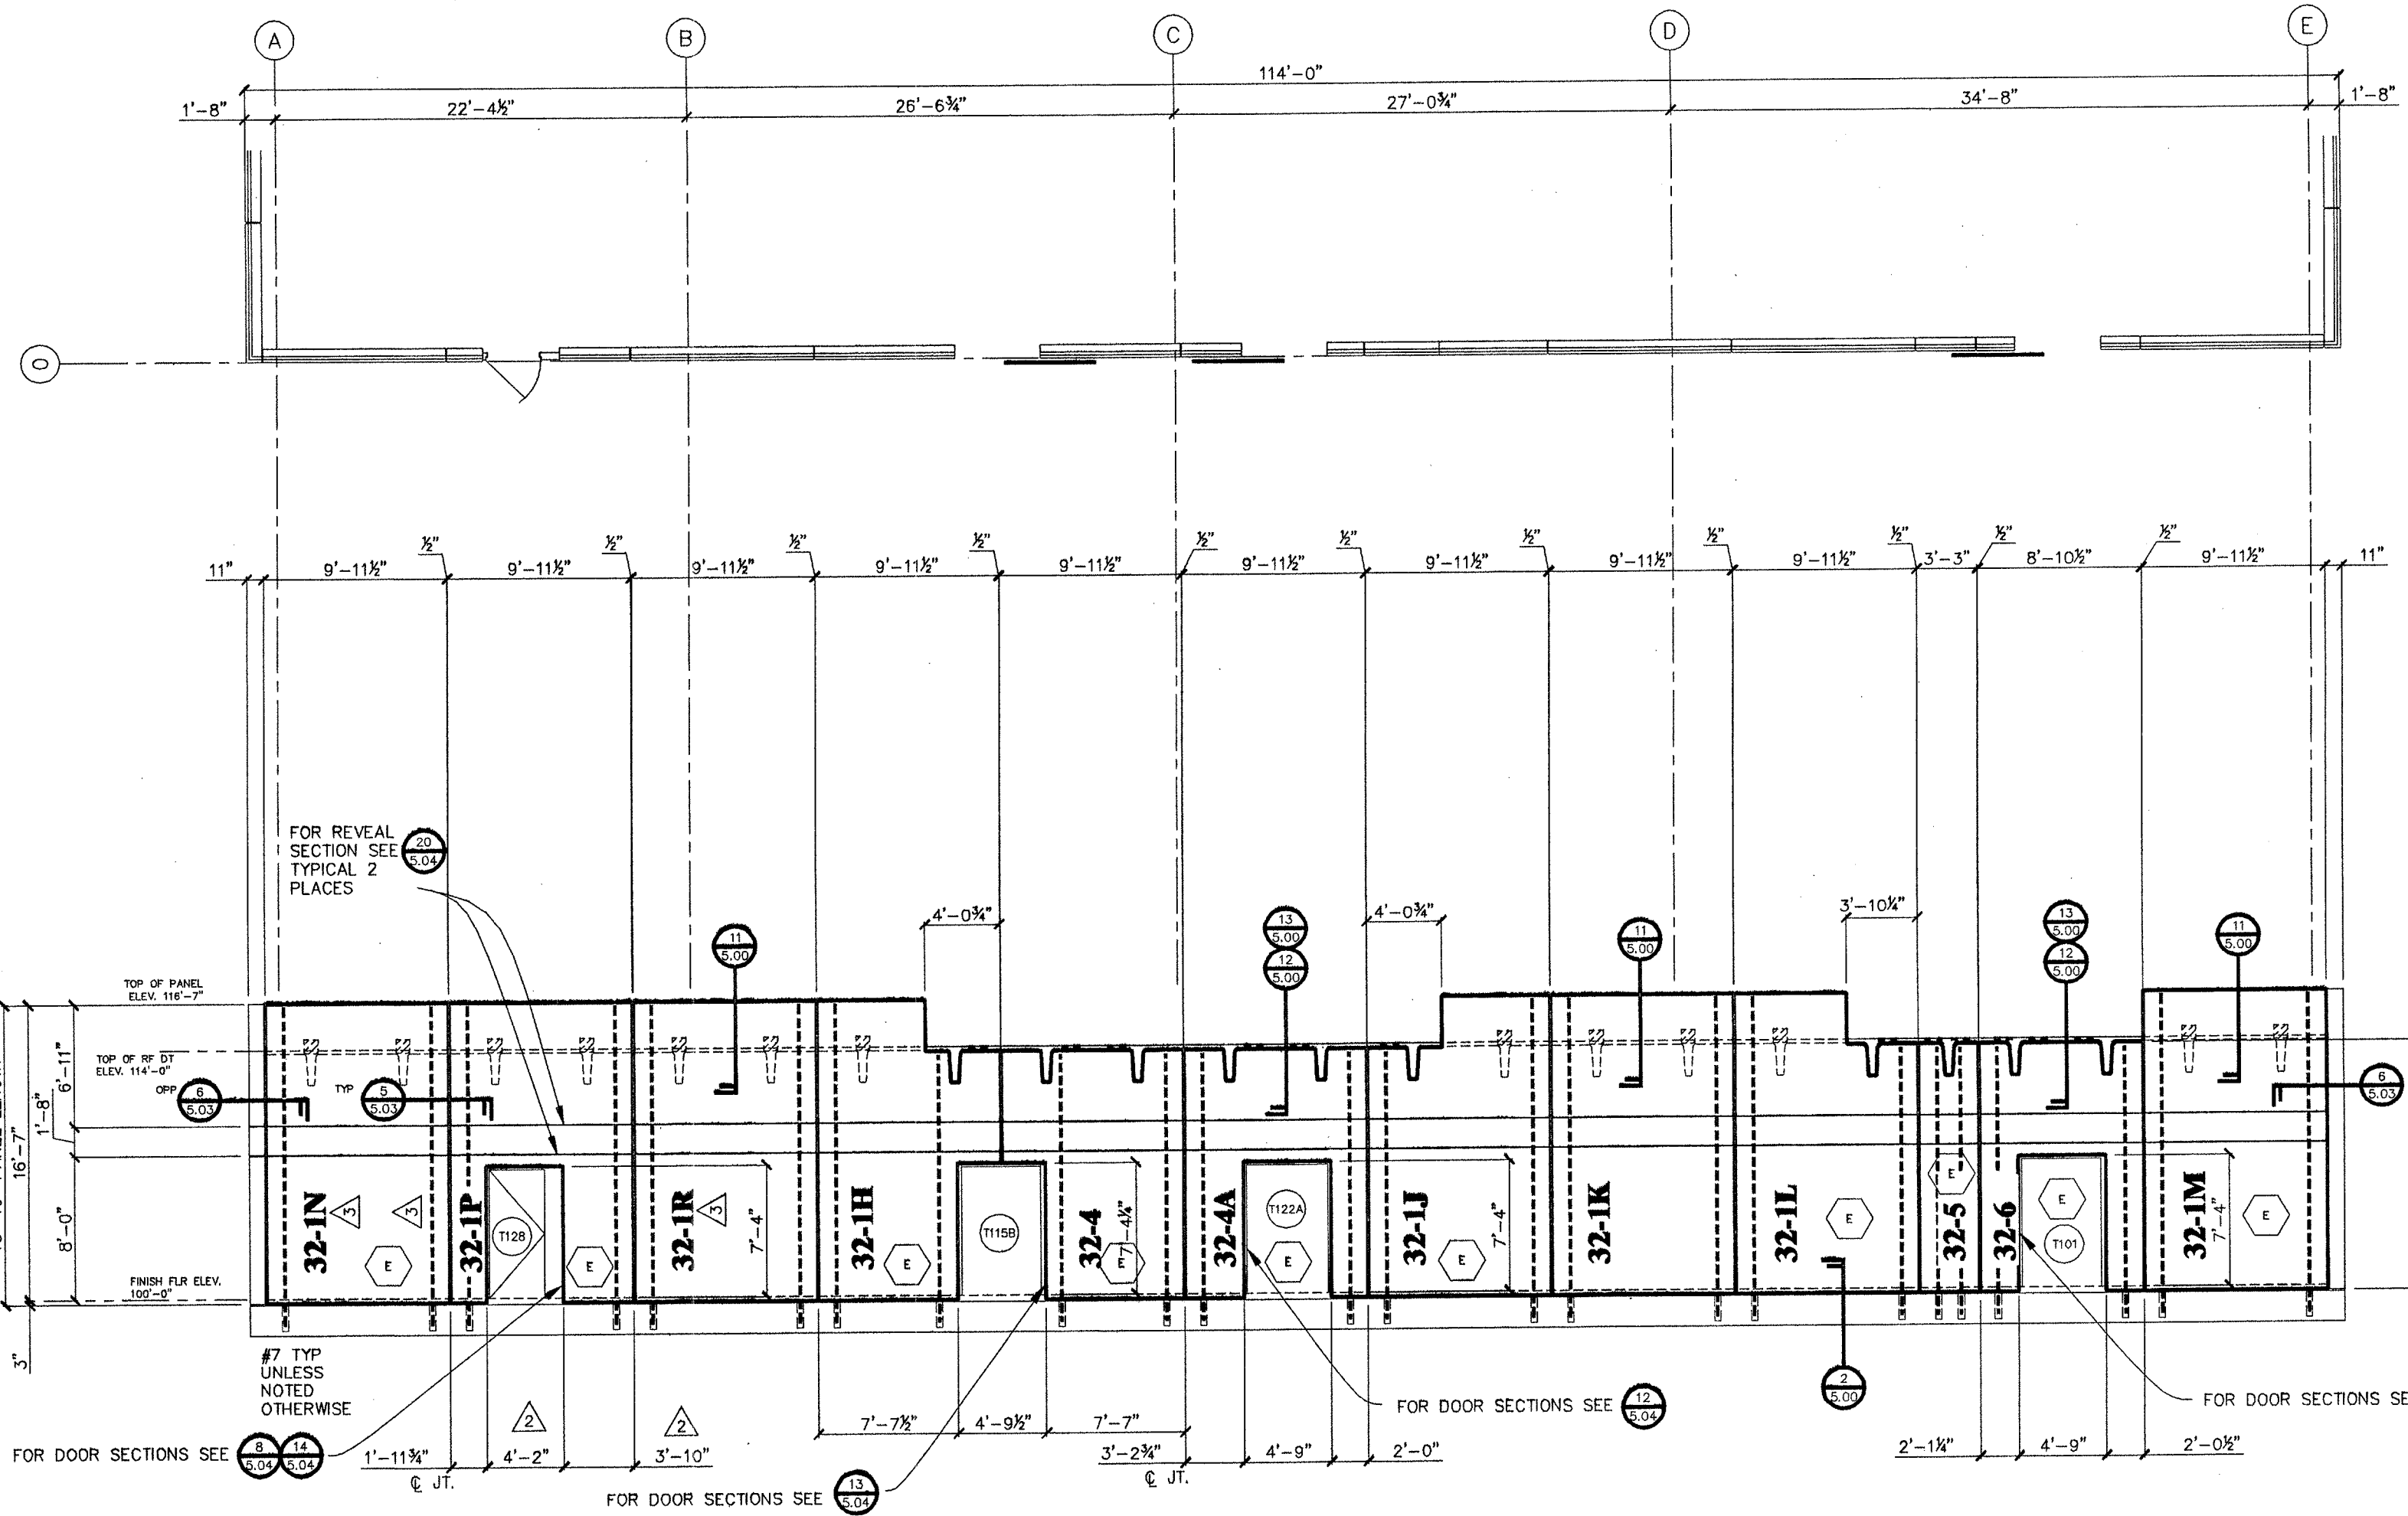 A B C D E
114'-0"
1'-8" 22'-4½" 26'-6¾" 27'-0¾" 34'-8" 1'-8"
O
½" ½" ½" ½" ½" ½" ½" ½" ½" ½" ½"
11" 9'-11½" 9'-11½" 9'-11½" 9'-11½" 9'-11½" 9'-11½" 9'-11½" 9'-11½" 9'-11½" 3'-3" 8'-10½" 9'-11½" 11"
FOR REVEAL
SECTION SEE
TYPICAL 2
PLACES
20
5.04
4'-0¾" 4'-0¾" 3'-10¼"
11
5.00
13
5.00
12
5.00
11
5.00
13
5.00
12
5.00
11
5.00
TOP OF PANEL
ELEV. 116'-7"
TOP OF RF DT
ELEV. 114'-0"
OPP
6
5.03
TYP
5
5.03
6
5.03
6'-11"
1'-8"
16'-7"
8'-0"
3"
FINISH FLR ELEV.
100'-0"
32-1N 3 3 E
32-1P T128 E
32-1R 3 7'-4"
32-1H E
T115B
32-4 E 7'-4¼"
32-4A T122A E
32-1J E 7'-4"
32-1K
32-1L E
32-5 E
32-6 E T101
32-1M 7'-4" E
#7 TYP
UNLESS
NOTED
OTHERWISE
FOR DOOR SECTIONS SEE
8
5.04
14
5.04
2 2
1'-11¾" 4'-2" 3'-10"
℄ JT.
7'-7½" 4'-9½" 7'-7"
FOR DOOR SECTIONS SEE
13
5.04
3'-2¾" 4'-9" 2'-0"
℄ JT.
FOR DOOR SECTIONS SEE
12
5.04
2
5.00
FOR DOOR SECTIONS SE
2'-1¼" 4'-9" 2'-0½"